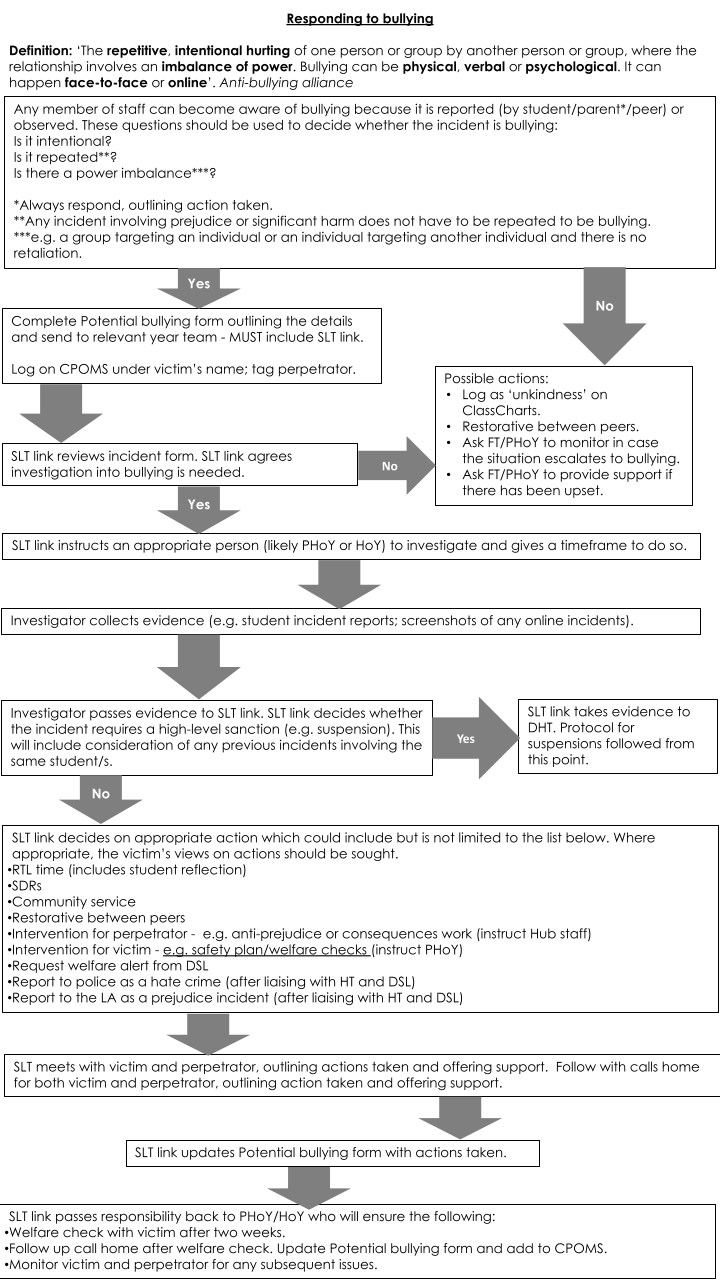 Responding to bullying
Definition: ‘The repetitive, intentional hurting of one person or group by another person or group, where the
relationship involves an imbalance of power. Bullying can be physical, verbal or psychological. It can
happen face-to-face or online’. Anti-bullying alliance
Any member of staff can become aware of bullying because it is reported (by student/parent*/peer) or
observed. These questions should be used to decide whether the incident is bullying:
Is it intentional?
Is it repeated**?
Is there a power imbalance***?
*Always respond, outlining action taken.
**Any incident involving prejudice or significant harm does not have to be repeated to be bullying.
***e.g. a group targeting an individual or an individual targeting another individual and there is no
retaliation.
Yes
No
Complete Potential bullying form outlining the details
and send to relevant year team - MUST include SLT link.
Log on CPOMS under victim’s name; tag perpetrator.
Possible actions:
• Log as ‘unkindness’ on
ClassCharts.
• Restorative between peers.
• Ask FT/PHoY to monitor in case
the situation escalates to bullying.
• Ask FT/PHoY to provide support if
there has been upset.
SLT link reviews incident form. SLT link agrees
investigation into bullying is needed.
No
Yes
SLT link instructs an appropriate person (likely PHoY or HoY) to investigate and gives a timeframe to do so.
Investigator collects evidence (e.g. student incident reports; screenshots of any online incidents).
Investigator passes evidence to SLT link. SLT link decides whether
the incident requires a high-level sanction (e.g. suspension). This
will include consideration of any previous incidents involving the
same student/s.
Yes
SLT link takes evidence to
DHT. Protocol for
suspensions followed from
this point.
No
SLT link decides on appropriate action which could include but is not limited to the list below. Where
appropriate, the victim’s views on actions should be sought.
•RTL time (includes student reflection)
•SDRs
•Community service
•Restorative between peers
•Intervention for perpetrator - e.g. anti-prejudice or consequences work (instruct Hub staff)
•Intervention for victim - e.g. safety plan/welfare checks (instruct PHoY)
•Request welfare alert from DSL
•Report to police as a hate crime (after liaising with HT and DSL)
•Report to the LA as a prejudice incident (after liaising with HT and DSL)
SLT meets with victim and perpetrator, outlining actions taken and offering support. Follow with calls home
for both victim and perpetrator, outlining action taken and offering support.
SLT link updates Potential bullying form with actions taken.
SLT link passes responsibility back to PHoY/HoY who will ensure the following:
•Welfare check with victim after two weeks.
•Follow up call home after welfare check. Update Potential bullying form and add to CPOMS.
•Monitor victim and perpetrator for any subsequent issues.